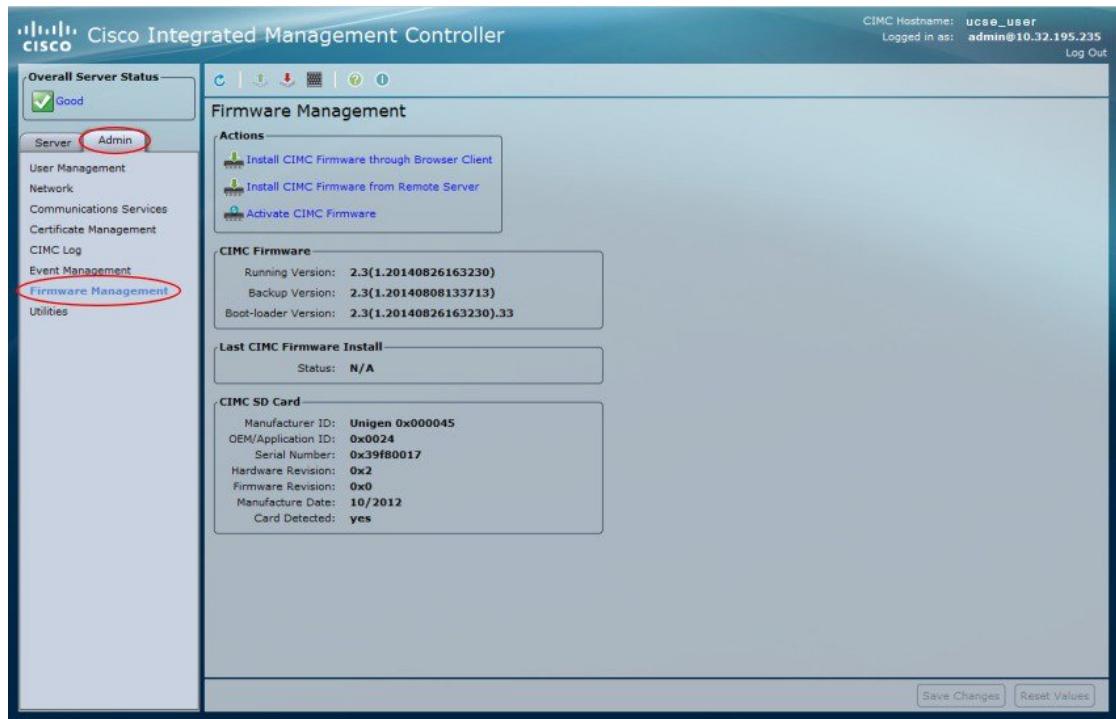 CISCO
Cisco Integrated Management Controller
CIMC Hostname: ucse_user
Logged in as: admin@10.32.195.235
Log Out
Overall Server Status
Good
Server
Admin
User Management
Network
Communications Services
Certificate Management
CIMC Log
Event Management
Firmware Management
Utilities
Firmware Management
Actions
Install CIMC Firmware through Browser Client
Install CIMC Firmware from Remote Server
Activate CIMC Firmware
CIMC Firmware
Running Version: 2.3(1.20140826163230)
Backup Version: 2.3(1.20140808133713)
Boot-loader Version: 2.3(1.20140826163230).33
Last CIMC Firmware Install
Status: N/A
CIMC SD Card
Manufacturer ID: Unigen 0x000045
OEM/Application ID: 0x0024
Serial Number: 0x39f80017
Hardware Revision: 0x2
Firmware Revision: 0x0
Manufacture Date: 10/2012
Card Detected: yes
Save Changes
Reset Values